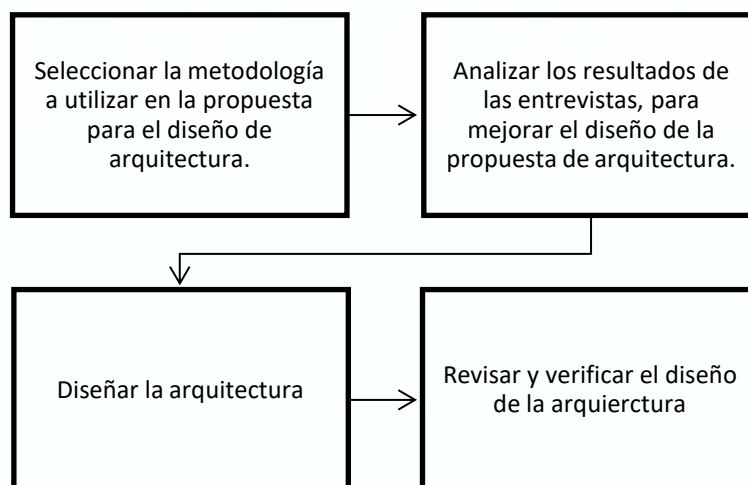 Seleccionar la metodología
a utilizar en la propuesta
para el diseño de
arquitectura.
Analizar los resultados de
las entrevistas, para
mejorar el diseño de la
propuesta de arquitectura.
Diseñar la arquitectura
Revisar y verificar el diseño
de la arquierctura